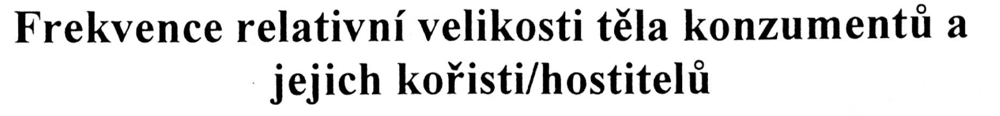 Frekvence relativní velikosti těla konzumentů a
jejich kořisti/hostitelů